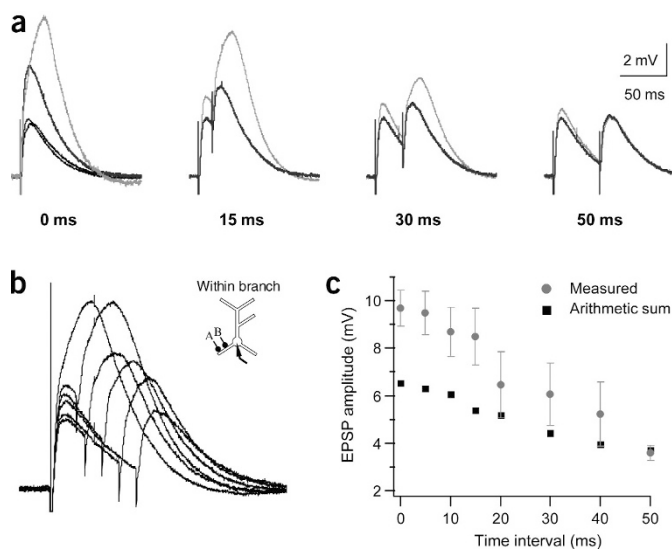 a
2 mV
50 ms
0 ms
15 ms
30 ms
50 ms
b
Within branch
A
B
c
Measured
Arithmetic sum
EPSP amplitude (mV)
10
8
6
4
2
0
10
20
30
40
50
Time interval (ms)